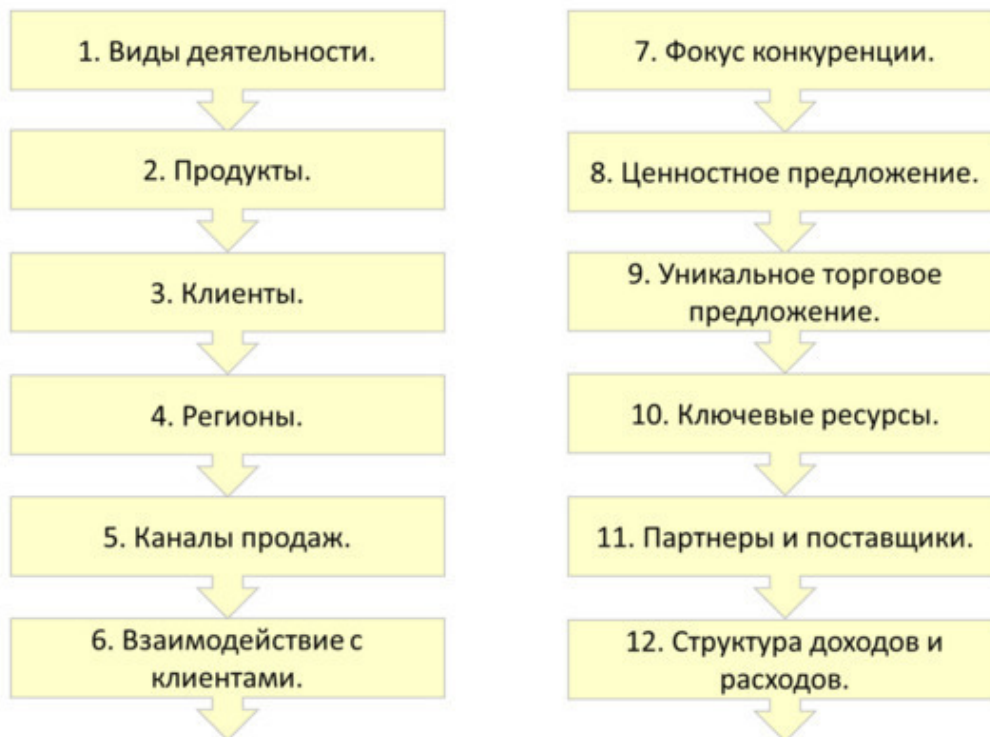 1. Виды деятельности.
2. Продукты.
3. Клиенты.
4. Регионы.
5. Каналы продаж.
6. Взаимодействие с
клиентами.
7. Фокус конкуренции.
8. Ценностное предложение.
9. Уникальное торговое
предложение.
10. Ключевые ресурсы.
11. Партнеры и поставщики.
12. Структура доходов и
расходов.